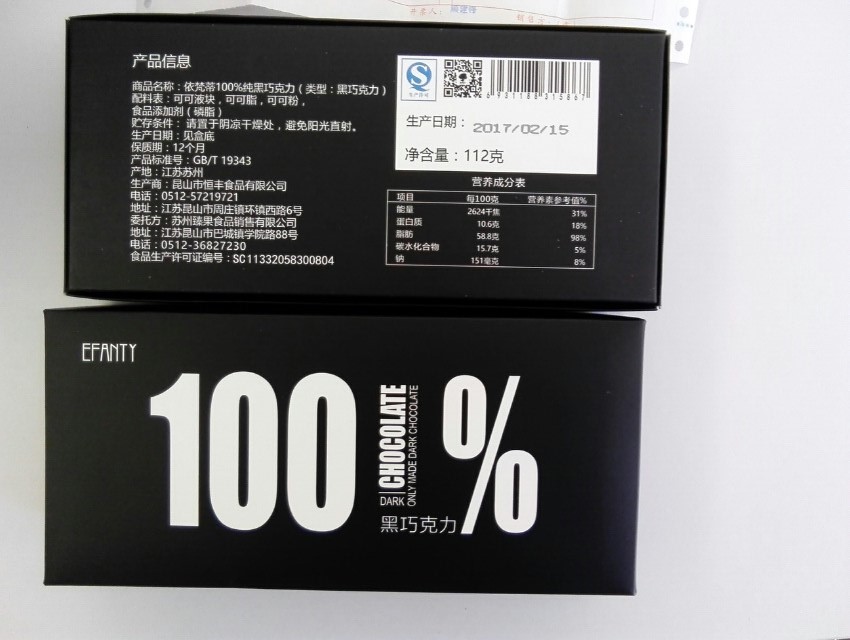 开票人：
产品信息
商品名称：依梵蒂100%纯黑巧克力（类型：黑巧克力）
配料表：可可液块，可可脂，可可粉，
食品添加剂（磷脂）
贮存条件： 请置于阴凉干燥处，避免阳光直射。
生产日期：见盒底
保质期：12个月
产品标准号：GB/T 19343
产地：江苏苏州
生产商：昆山市恒丰食品有限公司
电话：0512-57219721
地址：江苏昆山市周庄镇环镇西路6号
委托方：苏州臻果食品销售有限公司
地址：江苏昆山市巴城镇学院路88号
电话：0512-36827230
食品生产许可证编号：SC11332058300804
S
生产许可
6 931188 315867
生产日期： 2017/02/15
净含量：112克
营养成分表
项目 每100克 营养素参考值%
能量 2624千焦 31%
蛋白质 10.6克 18%
脂肪 58.8克 98%
碳水化合物 15.7克 5%
钠 151毫克 8%
EFANTY
100%
DARK CHOCOLATE
ONLY MADE DARK CHOCOLATE
黑巧克力